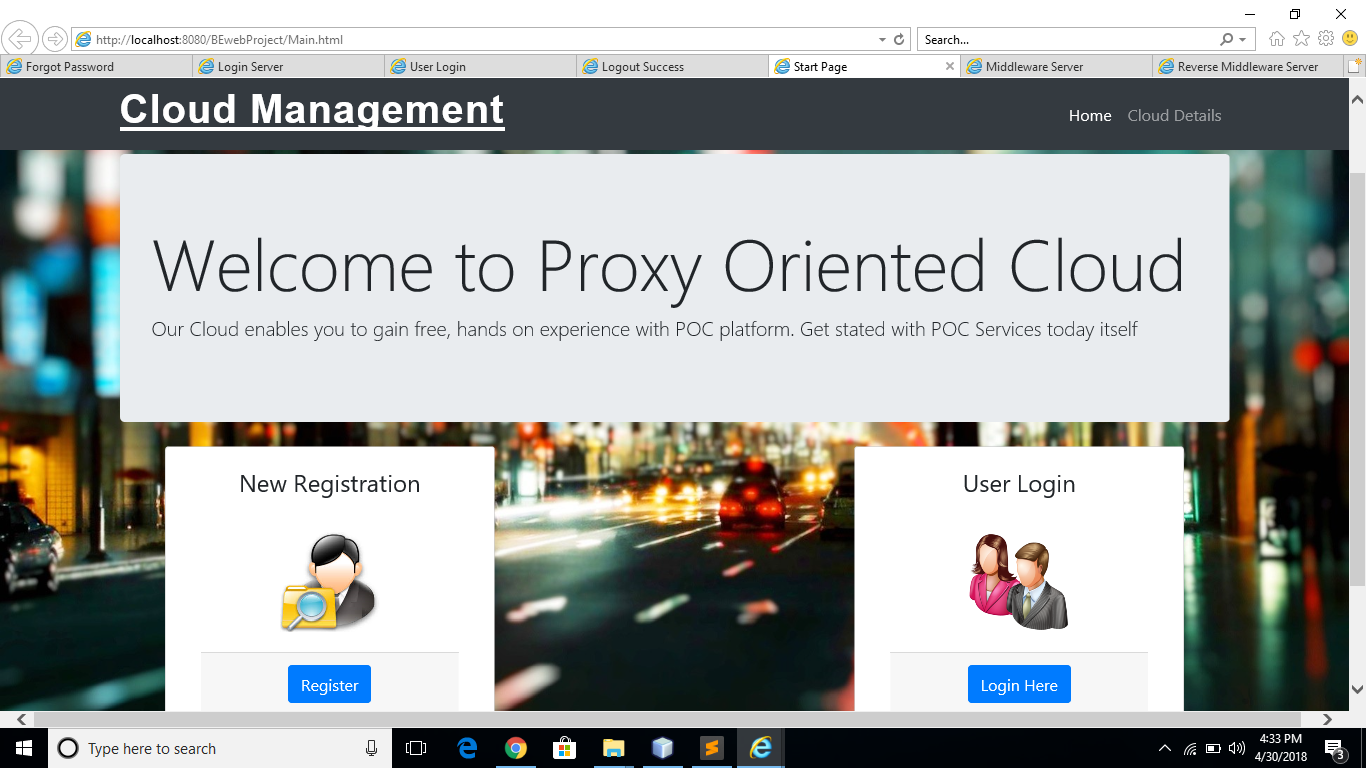 http://localhost:8080/BEwebProject/Main.html
Search...
Forgot Password
Login Server
User Login
Logout Success
Start Page
Middleware Server
Reverse Middleware Server
Cloud Management
Home
Cloud Details
Welcome to Proxy Oriented Cloud
Our Cloud enables you to gain free, hands on experience with POC platform. Get stated with POC Services today itself
New Registration
User Login
Register
Login Here
Type here to search
4:33 PM
4/30/2018
3